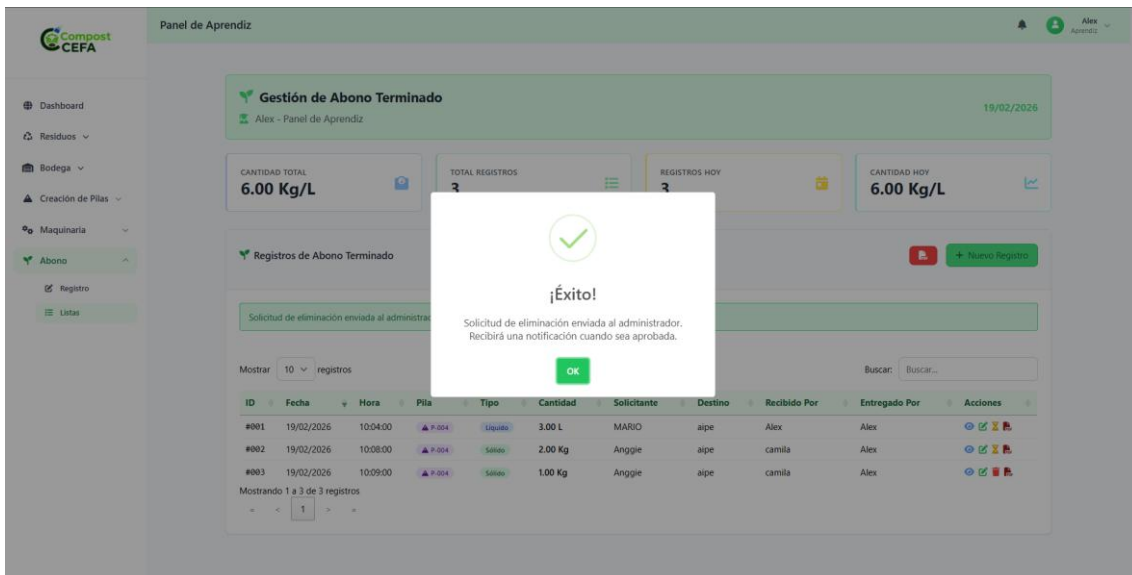 Compost
CEFA
Panel de Aprendiz
Alex
Aprendiz
Dashboard
Residuos
Bodega
Creación de Pilas
Maquinaria
Abono
Registro
Listas
Gestión de Abono Terminado
Alex - Panel de Aprendiz
19/02/2026
CANTIDAD TOTAL
6.00 Kg/L
TOTAL REGISTROS
3
REGISTROS HOY
3
CANTIDAD HOY
6.00 Kg/L
Registros de Abono Terminado
+ Nuevo Registro
Solicitud de eliminación enviada al
¡Éxito!
Solicitud de eliminación enviada al administrador.
Recibirá una notificación cuando sea aprobada.
OK
Mostrar 10 registros
Buscar: Buscar...
ID Fecha Hora Pila Tipo Cantidad Solicitante Destino Recibido Por Entregado Por Acciones
#001 19/02/2026 10:04:00 P-004 Líquido 3.00 L MARIO aipe Alex Alex
#002 19/02/2026 10:08:00 P-004 Sólido 2.00 Kg Anggie aipe camila Alex
#003 19/02/2026 10:09:00 P-004 Sólido 1.00 Kg Anggie aipe camila Alex
Mostrando 1 a 3 de 3 registros
« < 1 > »